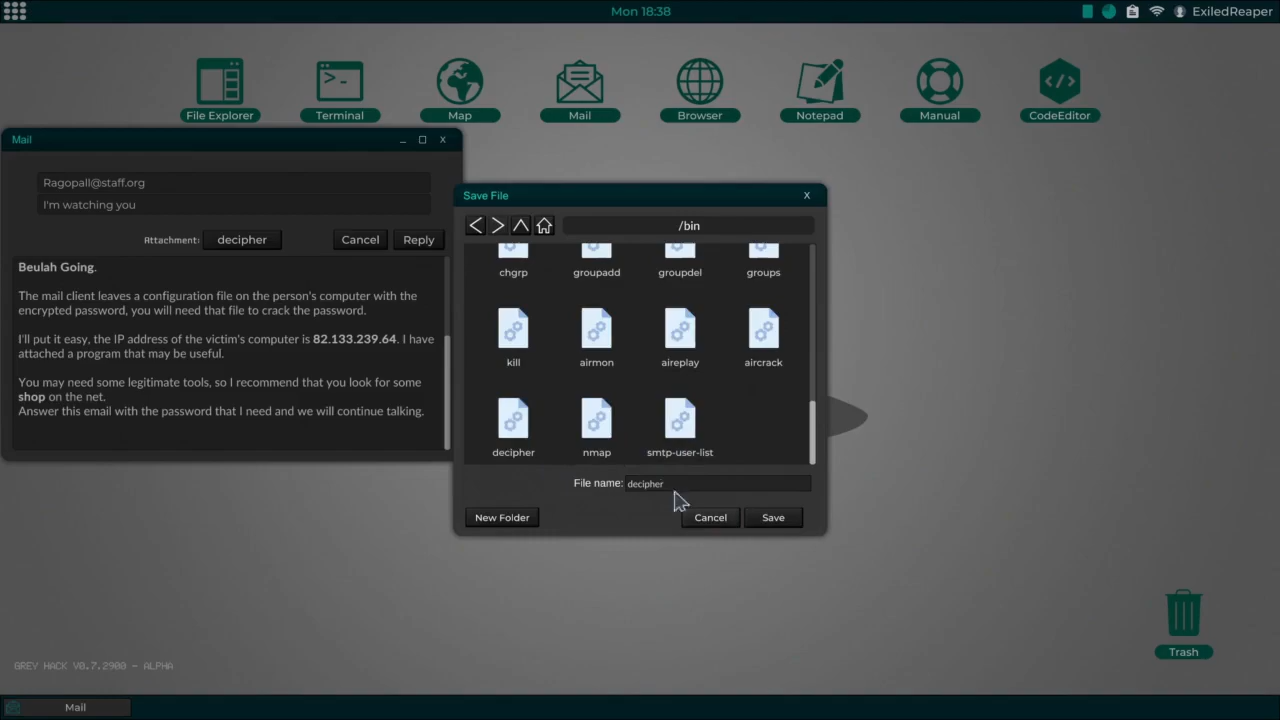 Mon 18:38
ExiledReaper
File Explorer
Terminal
Map
Mail
Browser
Notepad
Manual
CodeEditor
Mail
_ □ X
Ragopall@staff.org
I'm watching you
Attachment: decipher Cancel Reply
Beulah Going.
The mail client leaves a configuration file on the person's computer with the
encrypted password, you will need that file to crack the password.
I'll put it easy, the IP address of the victim's computer is 82.133.239.64. I have
attached a program that may be useful.
You may need some legitimate tools, so I recommend that you look for some
shop on the net.
Answer this email with the password that I need and we will continue talking.
Save File X
/bin
chgrp groupadd groupdel groups
kill airmon aireplay aircrack
decipher nmap smtp-user-list
File name: decipher
New Folder Cancel Save
Trash
GREY HACK V0.7.2900 - ALPHA
Mail